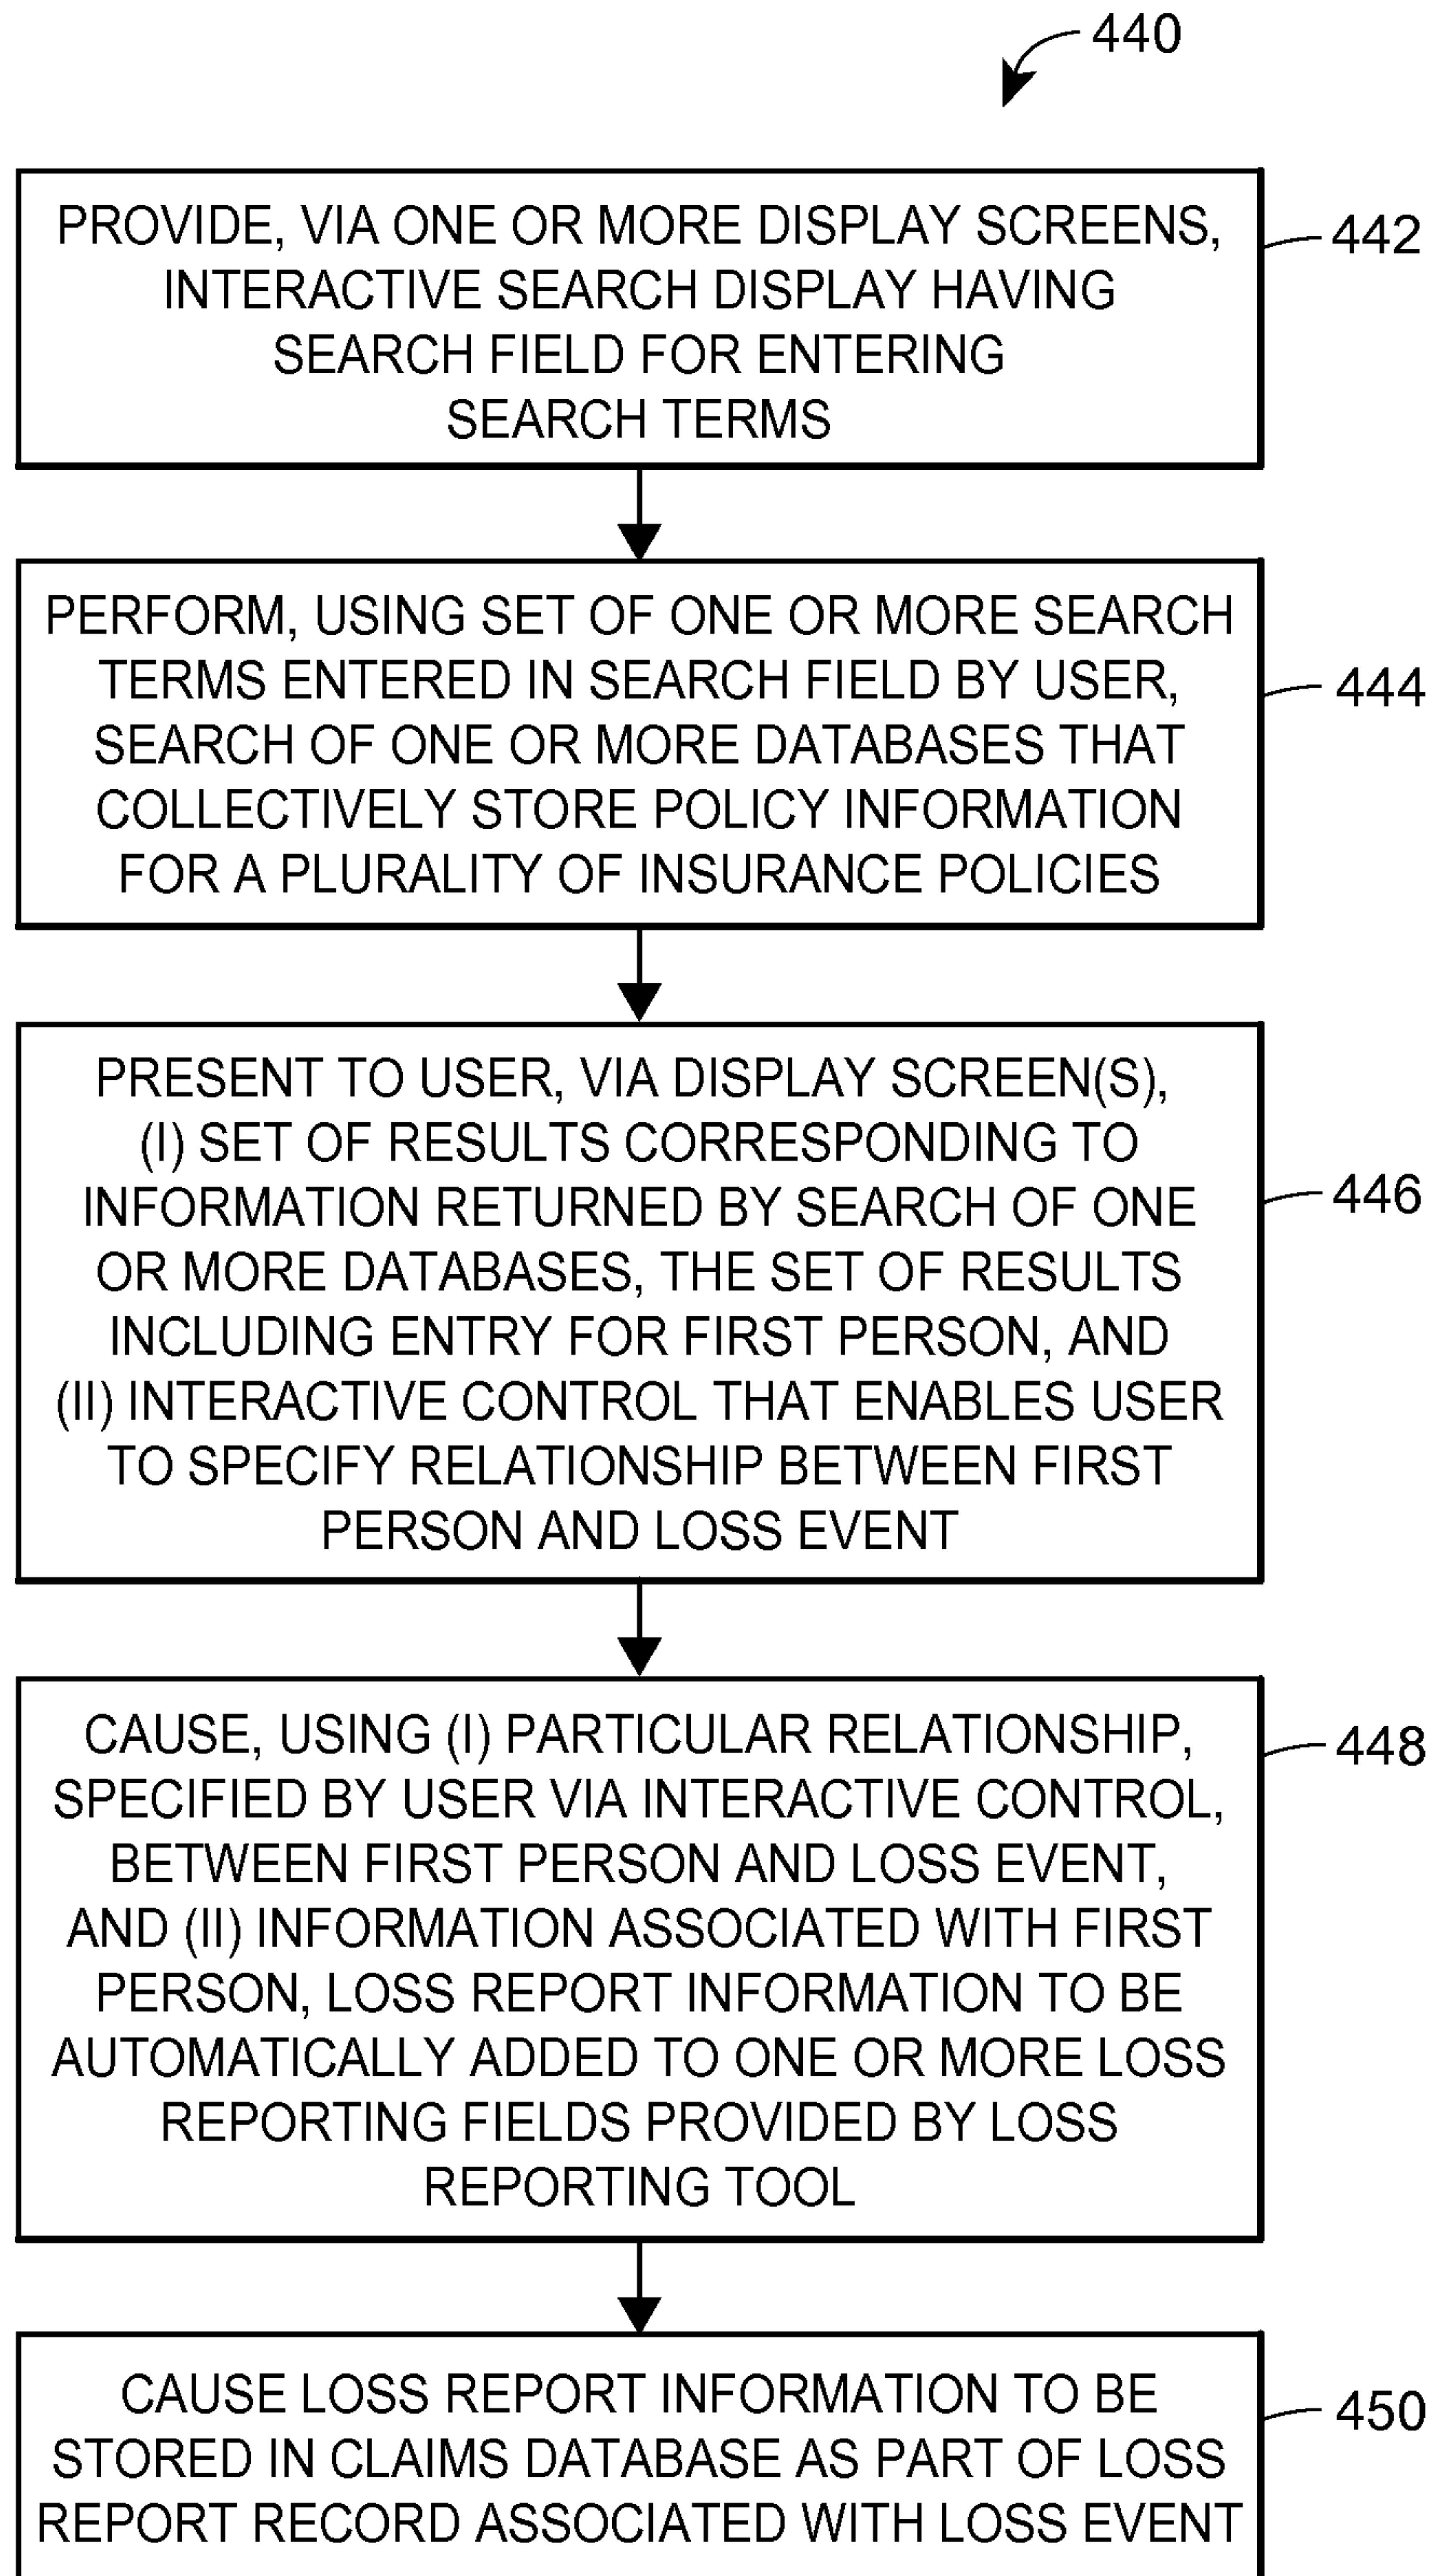 440
PROVIDE, VIA ONE OR MORE DISPLAY SCREENS,
INTERACTIVE SEARCH DISPLAY HAVING
SEARCH FIELD FOR ENTERING
SEARCH TERMS
442
PERFORM, USING SET OF ONE OR MORE SEARCH
TERMS ENTERED IN SEARCH FIELD BY USER,
SEARCH OF ONE OR MORE DATABASES THAT
COLLECTIVELY STORE POLICY INFORMATION
FOR A PLURALITY OF INSURANCE POLICIES
444
PRESENT TO USER, VIA DISPLAY SCREEN(S),
(I) SET OF RESULTS CORRESPONDING TO
INFORMATION RETURNED BY SEARCH OF ONE
OR MORE DATABASES, THE SET OF RESULTS
INCLUDING ENTRY FOR FIRST PERSON, AND
(II) INTERACTIVE CONTROL THAT ENABLES USER
TO SPECIFY RELATIONSHIP BETWEEN FIRST
PERSON AND LOSS EVENT
446
CAUSE, USING (I) PARTICULAR RELATIONSHIP,
SPECIFIED BY USER VIA INTERACTIVE CONTROL,
BETWEEN FIRST PERSON AND LOSS EVENT,
AND (II) INFORMATION ASSOCIATED WITH FIRST
PERSON, LOSS REPORT INFORMATION TO BE
AUTOMATICALLY ADDED TO ONE OR MORE LOSS
REPORTING FIELDS PROVIDED BY LOSS
REPORTING TOOL
448
CAUSE LOSS REPORT INFORMATION TO BE
STORED IN CLAIMS DATABASE AS PART OF LOSS
REPORT RECORD ASSOCIATED WITH LOSS EVENT
450